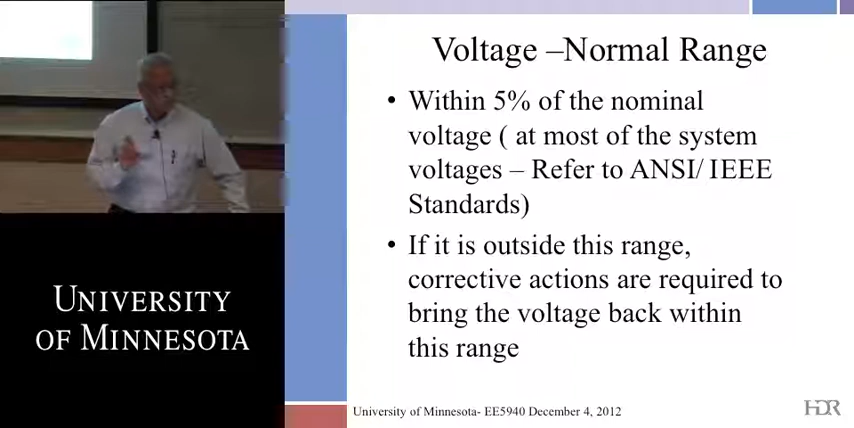 Voltage –Normal Range
• Within 5% of the nominal
voltage ( at most of the system
voltages – Refer to ANSI/ IEEE
Standards)
• If it is outside this range,
corrective actions are required to
bring the voltage back within
this range
UNIVERSITY
OF MINNESOTA
University of Minnesota- EE5940 December 4, 2012
HDR